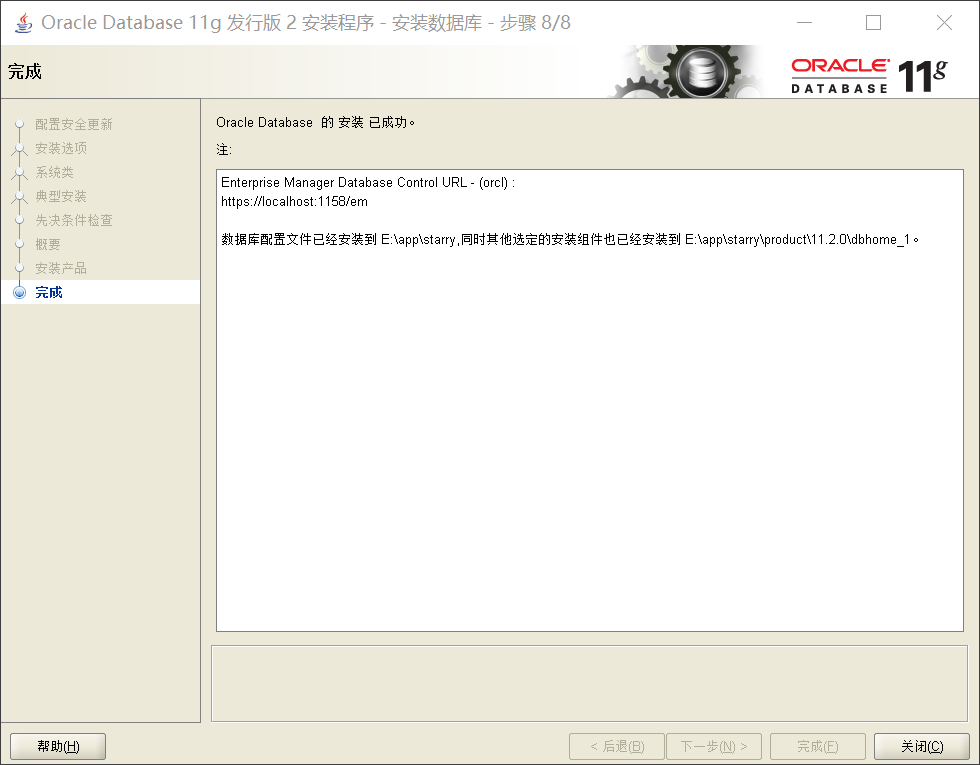 Oracle Database 11g 发行版 2 安装程序 - 安装数据库 - 步骤 8/8
完成
ORACLE
DATABASE 11g
配置安全更新
安装选项
系统类
典型安装
先决条件检查
概要
安装产品
完成
Oracle Database 的 安装 已成功。
注:
Enterprise Manager Database Control URL - (orcl) :
https://localhost:1158/em
数据库配置文件已经安装到 E:\app\starry,同时其他选定的安装组件也已经安装到 E:\app\starry\product\11.2.0\dbhome_1。
帮助(H)
< 后退(B)
下一步(N) >
完成(F)
关闭(C)